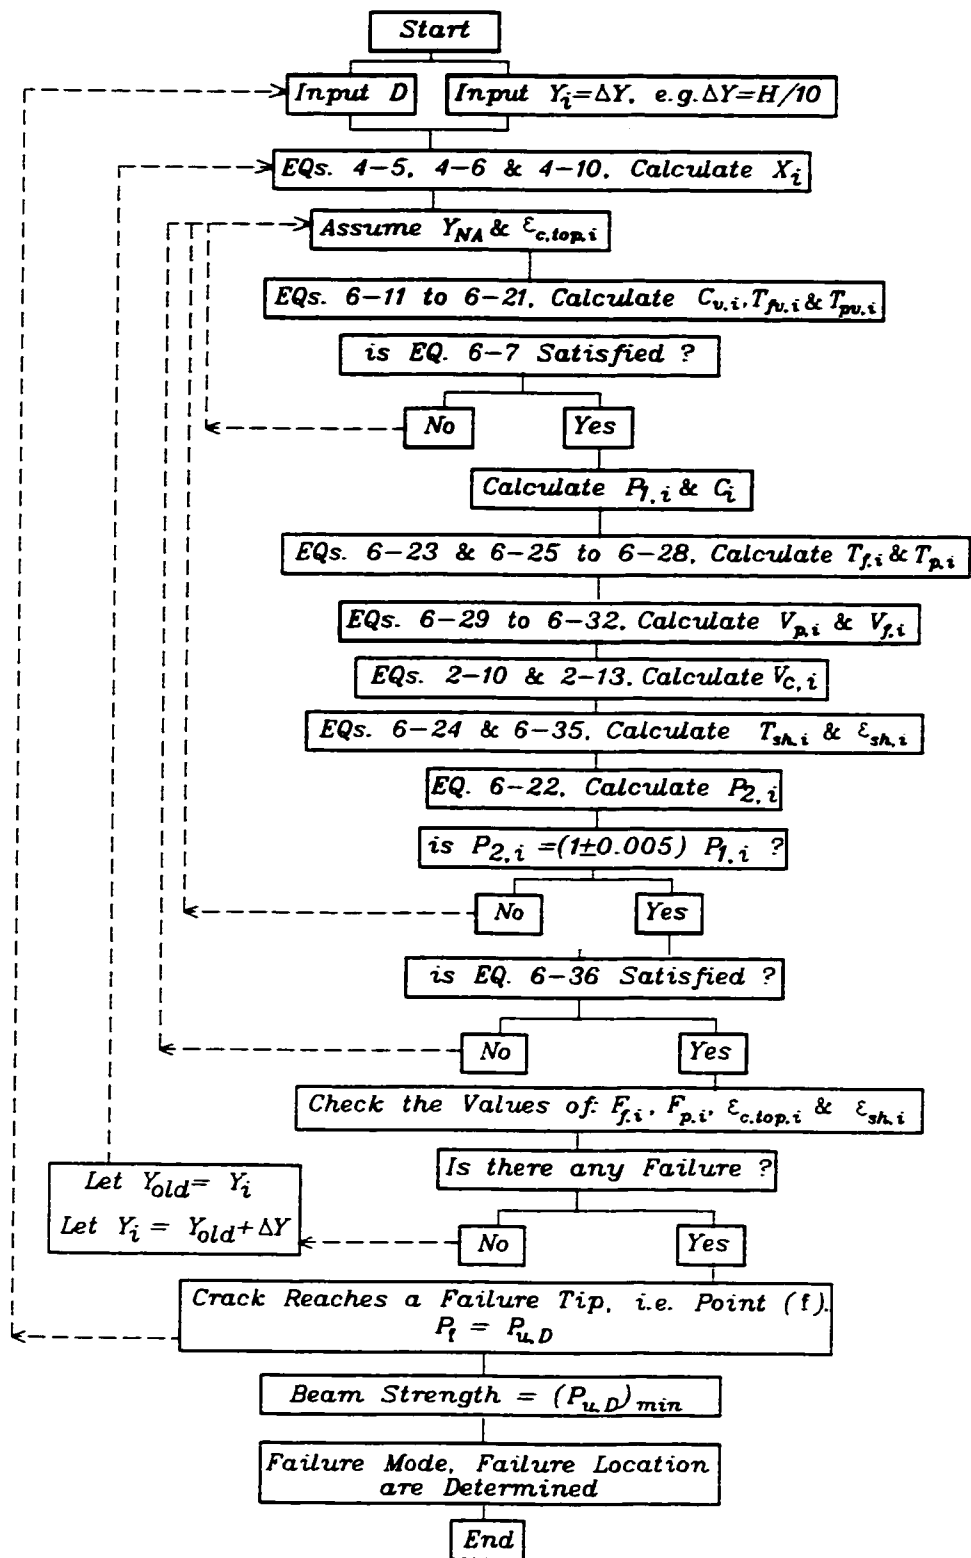 Start
Input D
Input Y_i=ΔY, e.g.ΔY=H/10
EQs. 4-5, 4-6 & 4-10, Calculate X_i
Assume Y_NA & ε_c,top,i
EQs. 6-11 to 6-21, Calculate C_v,i, T_fv,i & T_pv,i
is EQ. 6-7 Satisfied ?
No
Yes
Calculate P_1,i & C_i
EQs. 6-23 & 6-25 to 6-28, Calculate T_f,i & T_p,i
EQs. 6-29 to 6-32, Calculate V_p,i & V_f,i
EQs. 2-10 & 2-13, Calculate V_c,i
EQs. 6-24 & 6-35, Calculate T_sh,i & ε_sh,i
EQ. 6-22, Calculate P_2,i
is P_2,i =(1±0.005) P_1,i ?
No
Yes
is EQ. 6-36 Satisfied ?
No
Yes
Check the Values of: F_f,i, F_p,i, ε_c,top,i & ε_sh,i
Is there any Failure ?
Let Y_old= Y_i
Let Y_i = Y_old+ΔY
No
Yes
Crack Reaches a Failure Tip, i.e. Point (t).
P_t = P_u,D
Beam Strength = (P_u,D)_min
Failure Mode, Failure Location
are Determined
End